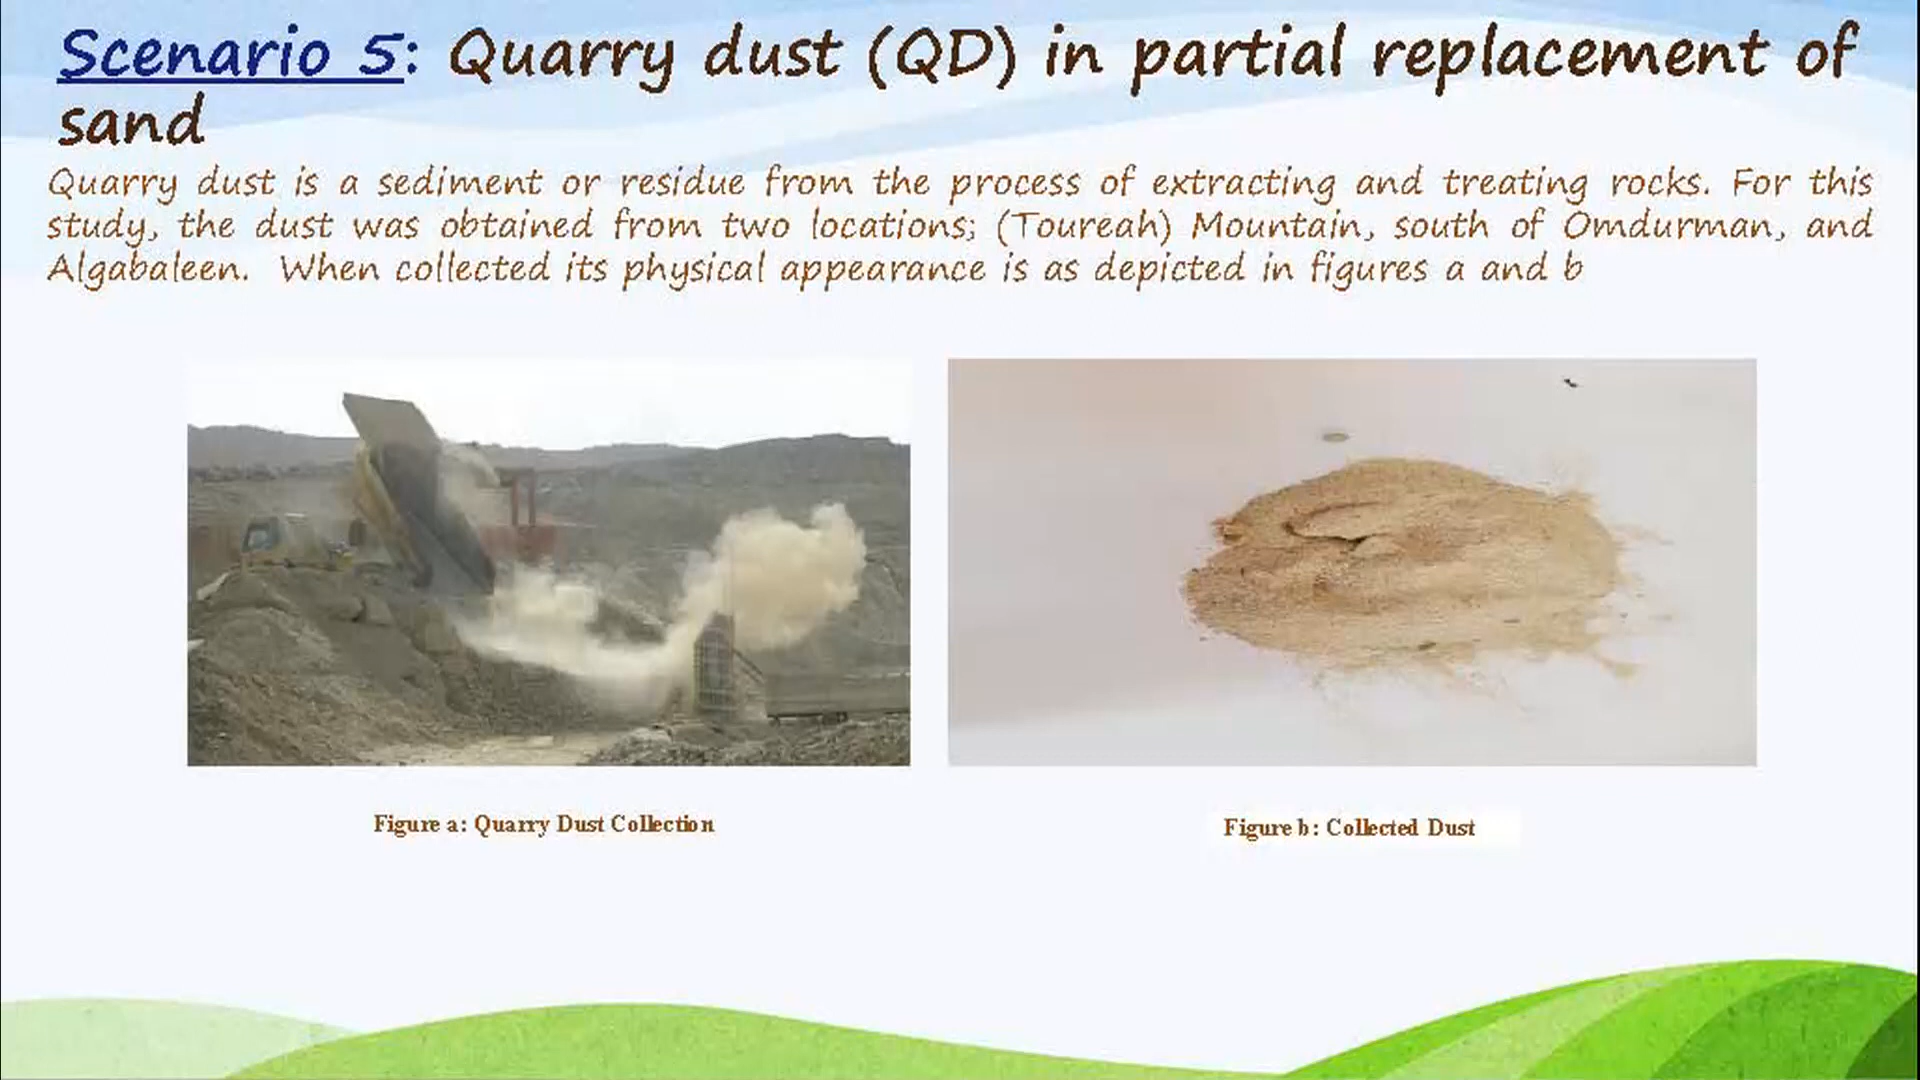 Scenario 5: Quarry dust (QD) in partial replacement of
sand
Quarry dust is a sediment or residue from the process of extracting and treating rocks. For this
study, the dust was obtained from two locations; (Toureah) Mountain, south of Omdurman, and
Algabaleen. When collected its physical appearance is as depicted in figures a and b
Figure a: Quarry Dust Collection
Figure b: Collected Dust